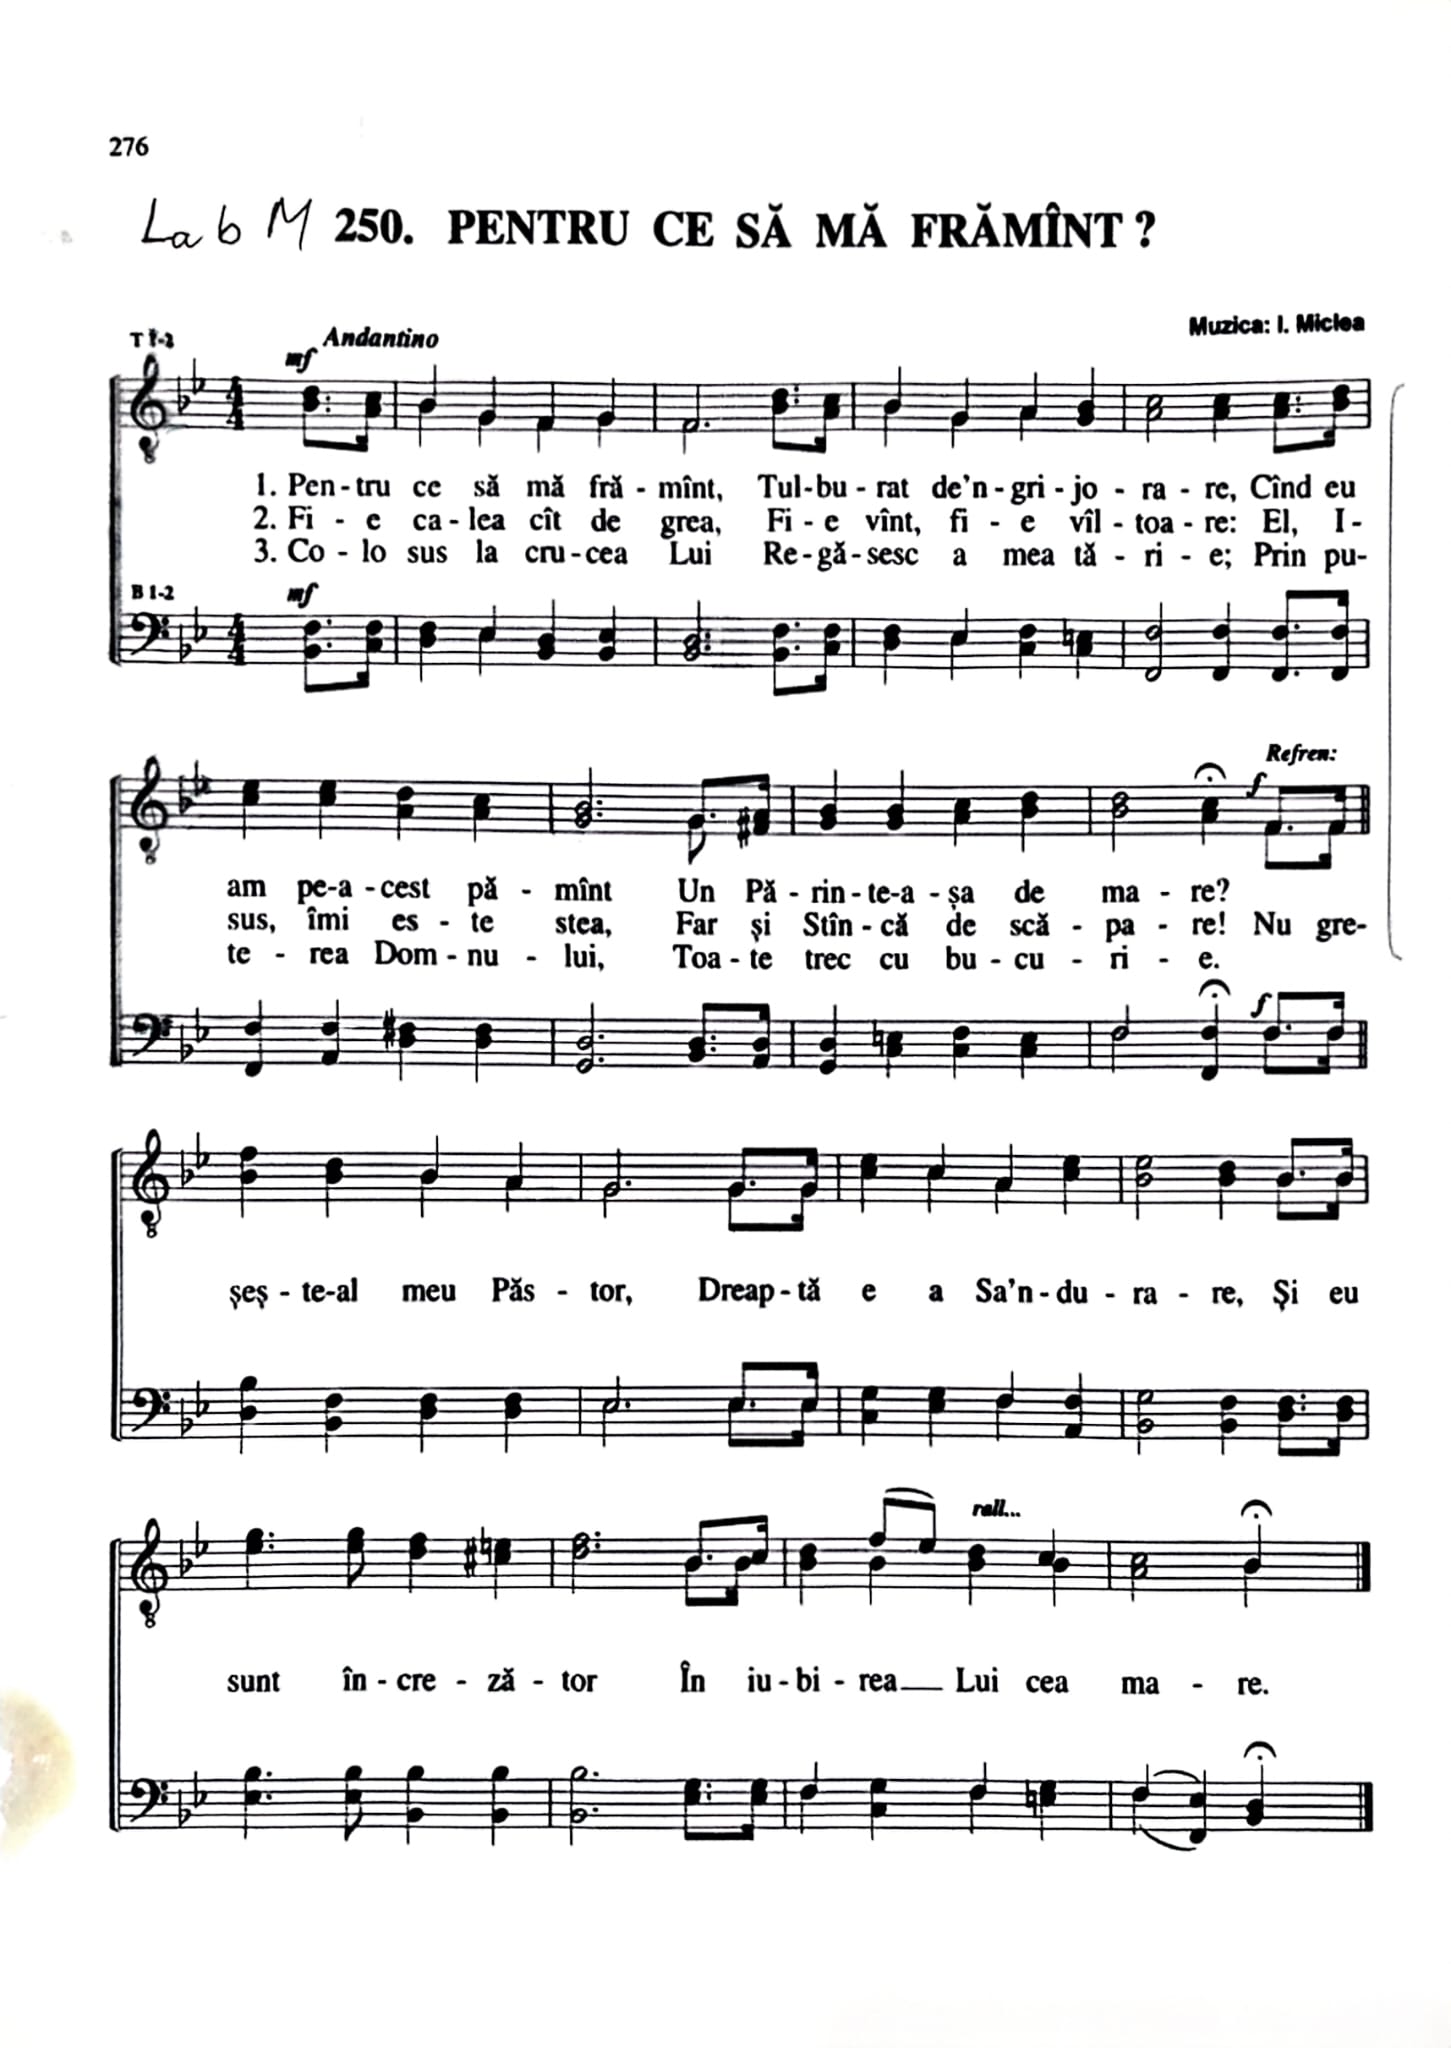 276
La b M 250. PENTRU CE SĂ MĂ FRĂMÎNT?
Muzica: I. Miclea
T 1-2
Andantino
mf
1. Pen-tru ce să mă fră - mînt, Tul-bu - rat de'n-gri-jo - ra - re, Cînd eu
2. Fi - e ca-lea cît de grea, Fi - e vînt, fi - e vîl - toa - re: El, I-
3. Co - lo sus la cru-cea Lui Re-gă-sesc a mea tă - ri - e; Prin pu-
B 1-2
mf
Refren:
f
am pe-a-cest pă - mînt Un Pă - rin-te-a-șa de ma - re?
sus, îmi es - te stea, Far și Stîn-că de scă - pa - re! Nu gre-
te - rea Dom-nu - lui, Toa-te trec cu bu-cu - ri - e.
f
șeș - te-al meu Păs - tor, Dreap-tă e a Sa'n-du - ra - re, Și eu
rall...
sunt în-cre - ză - tor În iu-bi - rea Lui cea ma - re.